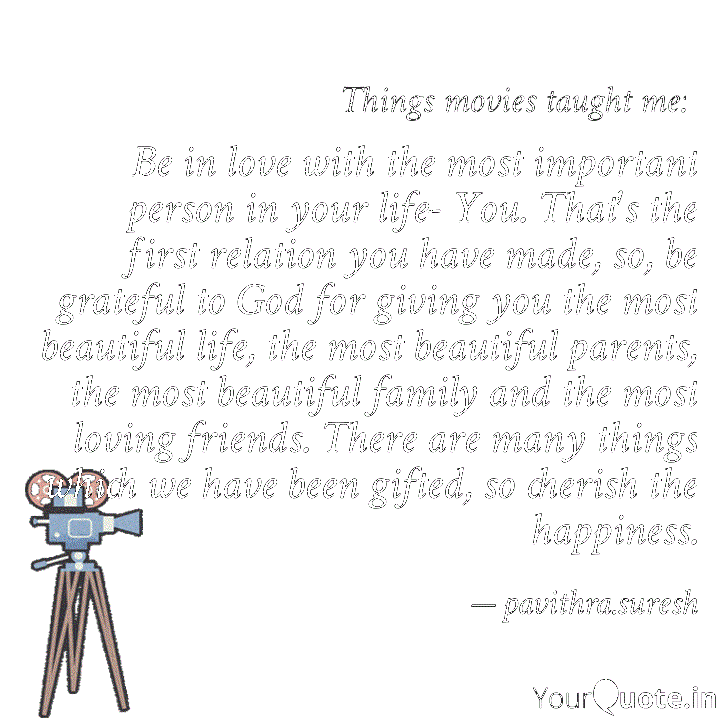 Things movies taught me:
Be in love with the most important
person in your life- You. That's the
first relation you have made, so, be
grateful to God for giving you the most
beautiful life, the most beautiful parents,
the most beautiful family and the most
loving friends. There are many things
which we have been gifted, so cherish the
happiness.
— pavithra.suresh
YourQuote.in